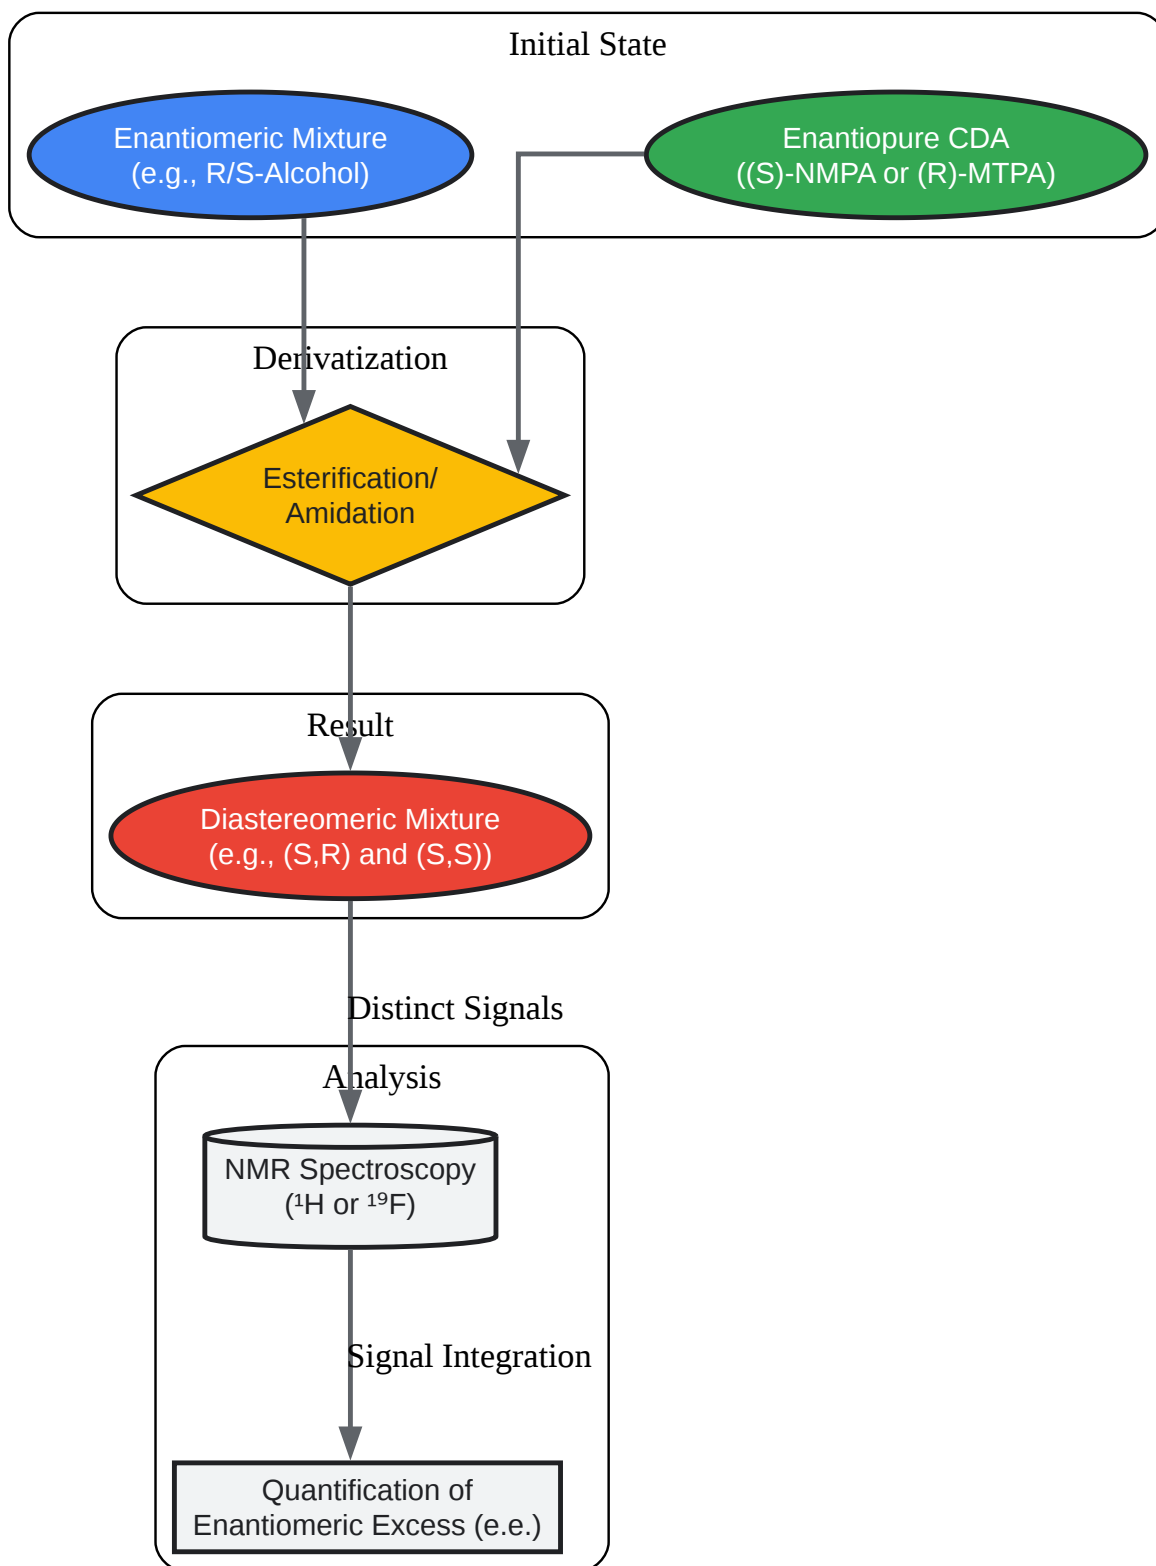 Initial State
Enantiomeric Mixture
(e.g., R/S-Alcohol)
Enantiopure CDA
((S)-NMPA or (R)-MTPA)
Derivatization
Esterification/
Amidation
Result
Diastereomeric Mixture
(e.g., (S,R) and (S,S))
Distinct Signals
Analysis
NMR Spectroscopy
(¹H or ¹⁹F)
Signal Integration
Quantification of
Enantiomeric Excess (e.e.)